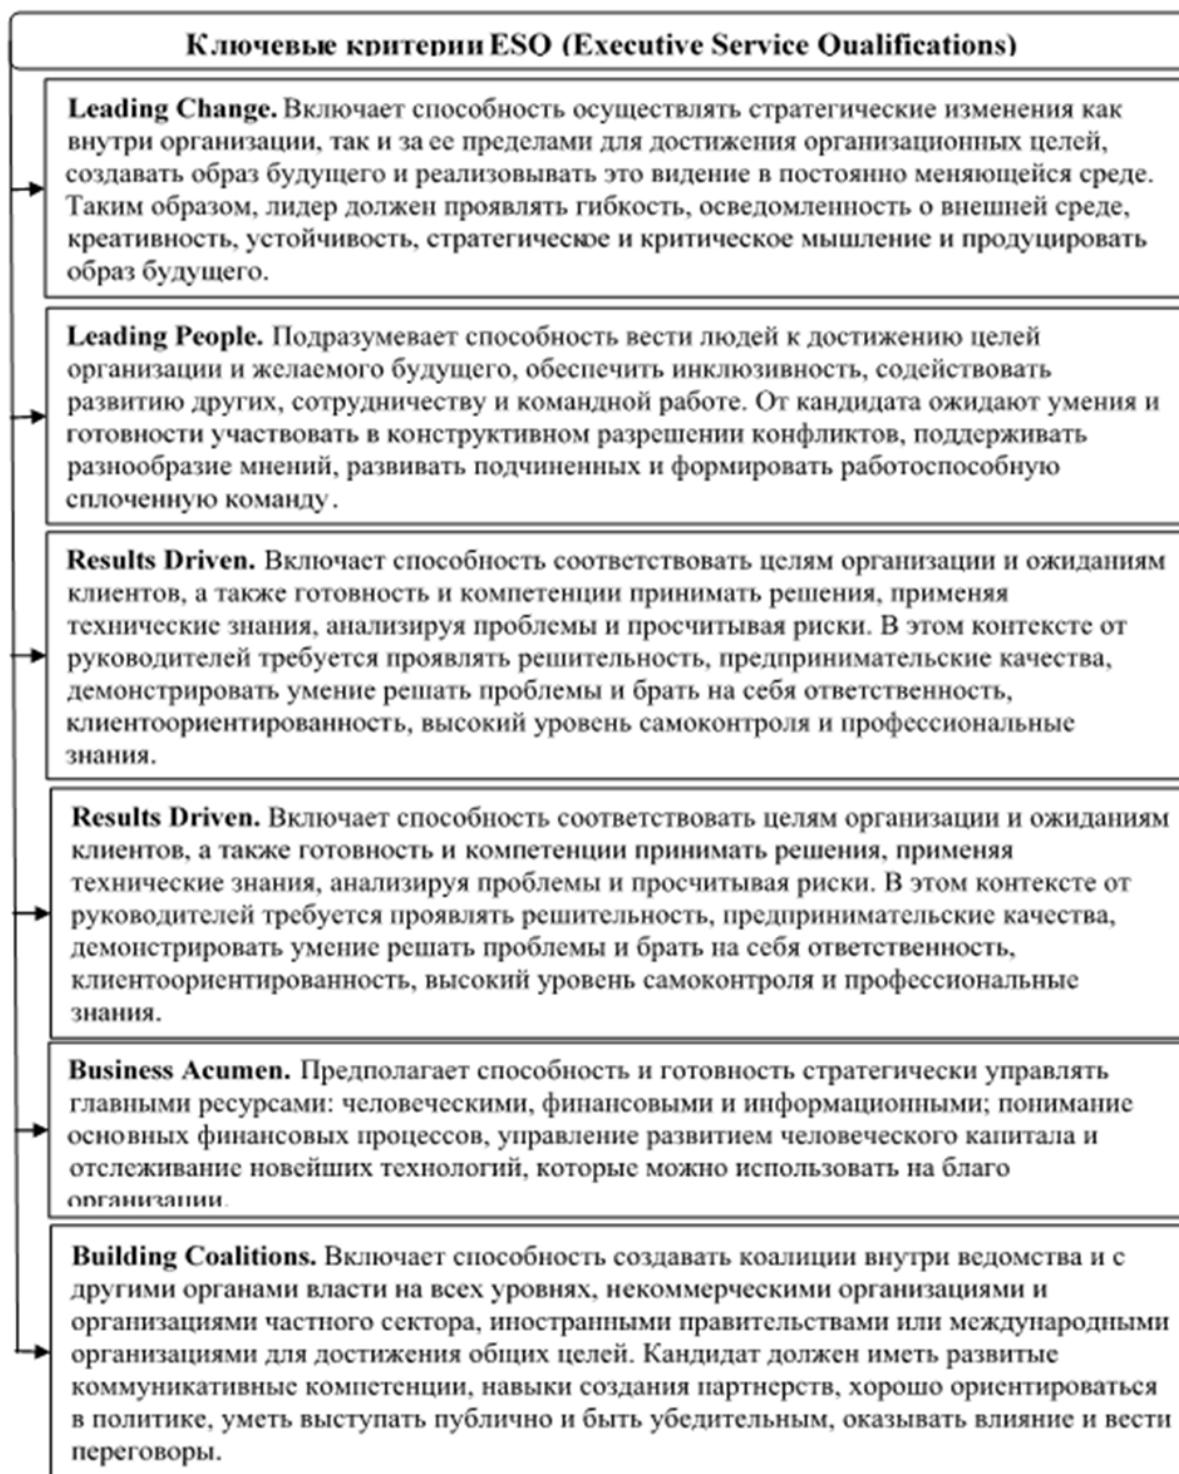 Ключевые критерии ESQ (Executive Service Qualifications)
Leading Change. Включает способность осуществлять стратегические изменения как
внутри организации, так и за ее пределами для достижения организационных целей,
создавать образ будущего и реализовывать это видение в постоянно меняющейся среде.
Таким образом, лидер должен проявлять гибкость, осведомленность о внешней среде,
креативность, устойчивость, стратегическое и критическое мышление и продуцировать
образ будущего.
Leading People. Подразумевает способность вести людей к достижению целей
организации и желаемого будущего, обеспечить инклюзивность, содействовать
развитию других, сотрудничеству и командной работе. От кандидата ожидают умения и
готовности участвовать в конструктивном разрешении конфликтов, поддерживать
разнообразие мнений, развивать подчиненных и формировать работоспособную
сплоченную команду.
Results Driven. Включает способность соответствовать целям организации и ожиданиям
клиентов, а также готовность и компетенции принимать решения, применяя
технические знания, анализируя проблемы и просчитывая риски. В этом контексте от
руководителей требуется проявлять решительность, предпринимательские качества,
демонстрировать умение решать проблемы и брать на себя ответственность,
клиентоориентированность, высокий уровень самоконтроля и профессиональные
знания.
Results Driven. Включает способность соответствовать целям организации и ожиданиям
клиентов, а также готовность и компетенции принимать решения, применяя
технические знания, анализируя проблемы и просчитывая риски. В этом контексте от
руководителей требуется проявлять решительность, предпринимательские качества,
демонстрировать умение решать проблемы и брать на себя ответственность,
клиентоориентированность, высокий уровень самоконтроля и профессиональные
знания.
Business Acumen. Предполагает способность и готовность стратегически управлять
главными ресурсами: человеческими, финансовыми и информационными; понимание
основных финансовых процессов, управление развитием человеческого капитала и
отслеживание новейших технологий, которые можно использовать на благо
организации.
Building Coalitions. Включает способность создавать коалиции внутри ведомства и с
другими органами власти на всех уровнях, некоммерческими организациями и
организациями частного сектора, иностранными правительствами или международными
организациями для достижения общих целей. Кандидат должен иметь развитые
коммуникативные компетенции, навыки создания партнерств, хорошо ориентироваться
в политике, уметь выступать публично и быть убедительным, оказывать влияние и вести
переговоры.